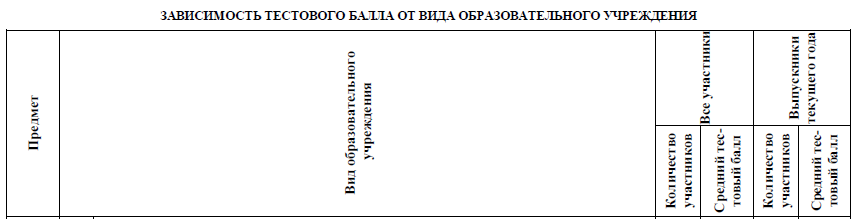 ЗАВИСИМОСТЬ ТЕСТОВОГО БАЛЛА ОТ ВИДА ОБРАЗОВАТЕЛЬНОГО УЧРЕЖДЕНИЯ
Предмет
Вид образовательного
учреждения
Все участники
Выпускники
текущего года
Количество
участников
Средний тес-
товый балл
Количество
участников
Средний тес-
товый балл